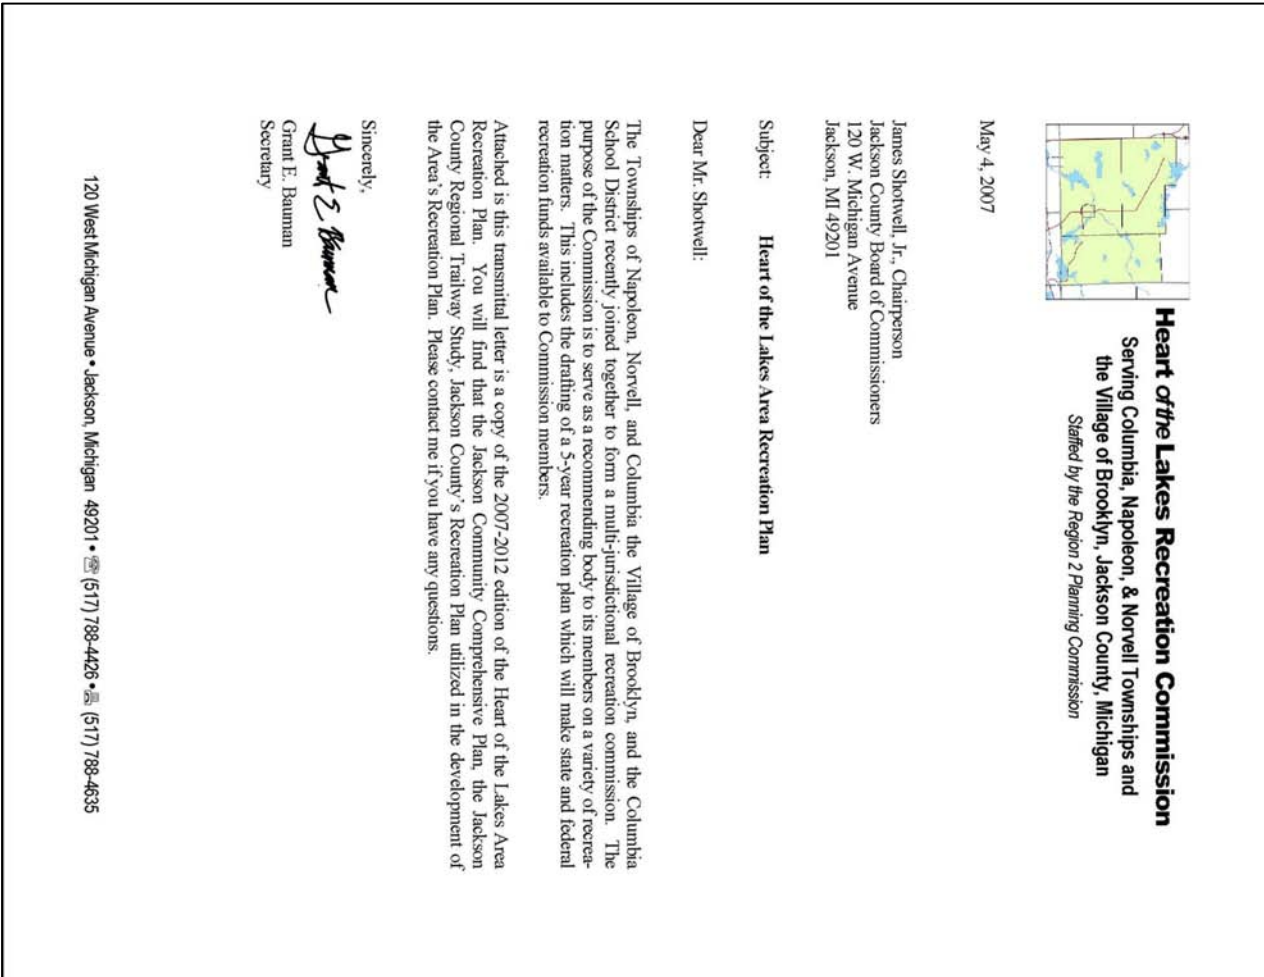 Heart of the Lakes Recreation Commission
Serving Columbia, Napoleon, & Norvell Townships and
the Village of Brooklyn, Jackson County, Michigan
Staffed by the Region 2 Planning Commission
May 4, 2007
James Shotwell, Jr., Chairperson
Jackson County Board of Commissioners
120 W. Michigan Avenue
Jackson, MI 49201
Subject: Heart of the Lakes Area Recreation Plan
Dear Mr. Shotwell:
The Townships of Napoleon, Norvell, and Columbia the Village of Brooklyn, and the Columbia
School District recently joined together to form a multi-jurisdictional recreation commission. The
purpose of the Commission is to serve as a recommending body to its members on a variety of recrea-
tion matters. This includes the drafting of a 5-year recreation plan which will make state and federal
recreation funds available to Commission members.
Attached is this transmittal letter is a copy of the 2007-2012 edition of the Heart of the Lakes Area
Recreation Plan. You will find that the Jackson Community Comprehensive Plan, the Jackson
County Regional Trailway Study, Jackson County's Recreation Plan utilized in the development of
the Area's Recreation Plan. Please contact me if you have any questions.
Sincerely,
Grant E. Bauman
Grant E. Bauman
Secretary
120 West Michigan Avenue • Jackson, Michigan 49201 • ☎ (517) 788-4426 • 📠 (517) 788-4635